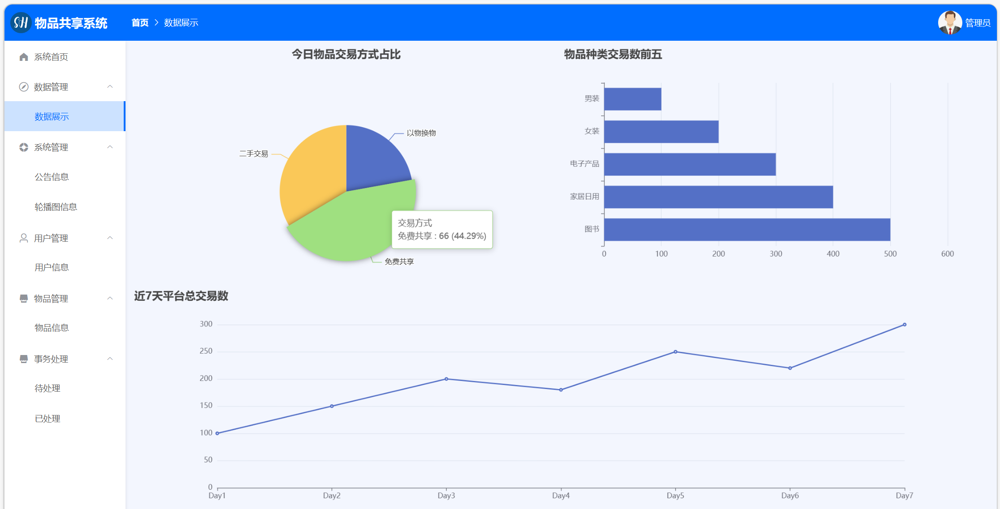 SH 物品共享系统
首页 > 数据展示
管理员
系统首页
数据管理
数据展示
系统管理
公告信息
轮播图信息
用户管理
用户信息
物品管理
物品信息
事务处理
待处理
已处理
今日物品交易方式占比
以物换物
二手交易
交易方式
免费共享 : 66 (44.29%)
免费共享
物品种类交易数前五
男装
女装
电子产品
家居日用
图书
0 100 200 300 400 500 600
近7天平台总交易数
300
250
200
150
100
50
0
Day1 Day2 Day3 Day4 Day5 Day6 Day7